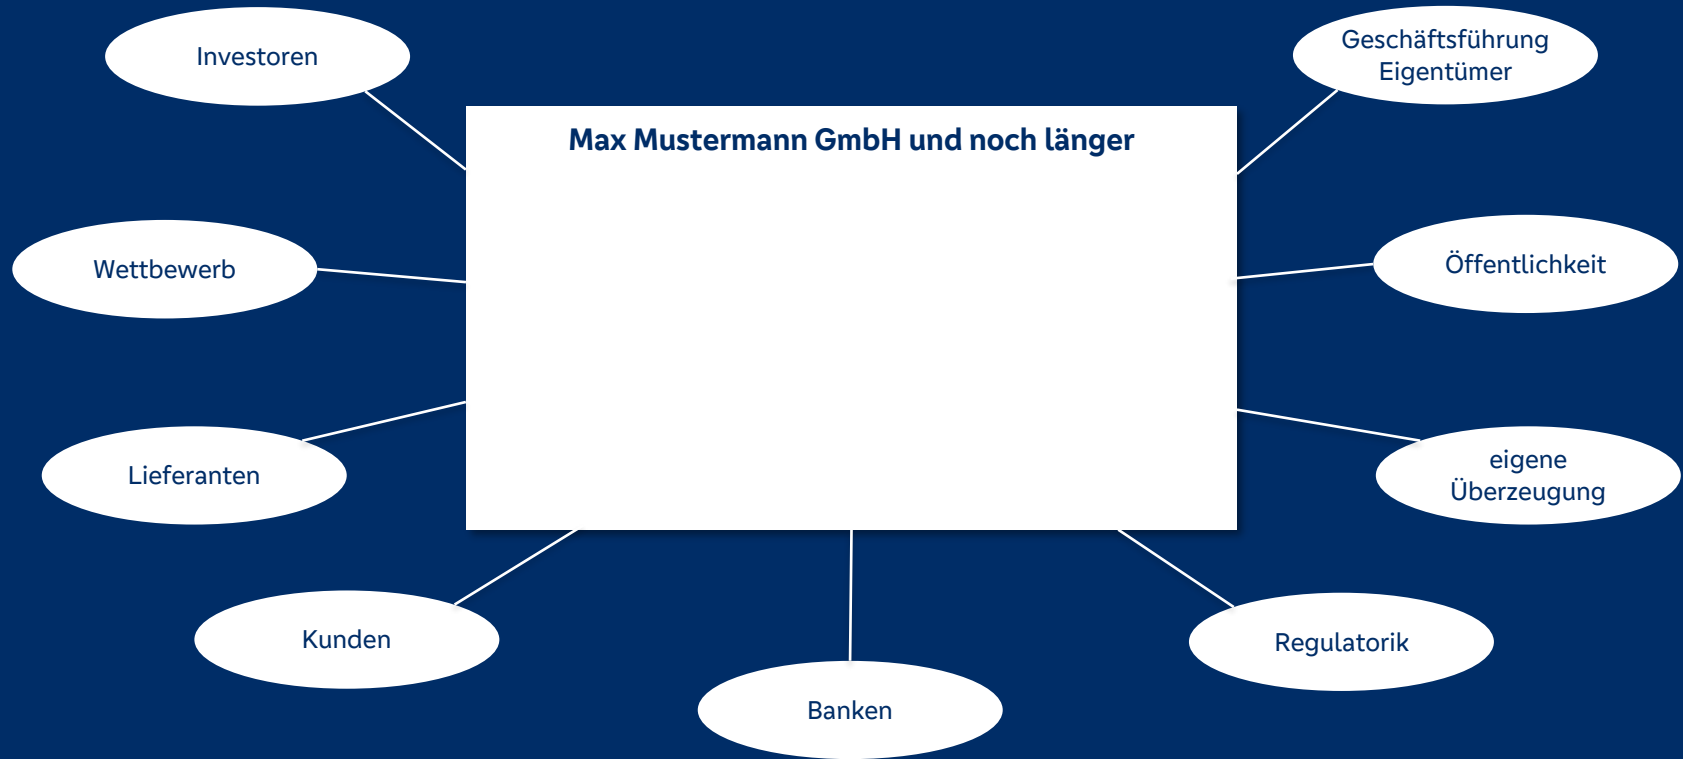 Investoren
Geschäftsführung
Eigentümer
Max Mustermann GmbH und noch länger
Wettbewerb
Öffentlichkeit
Lieferanten
eigene
Überzeugung
Kunden
Regulatorik
Banken